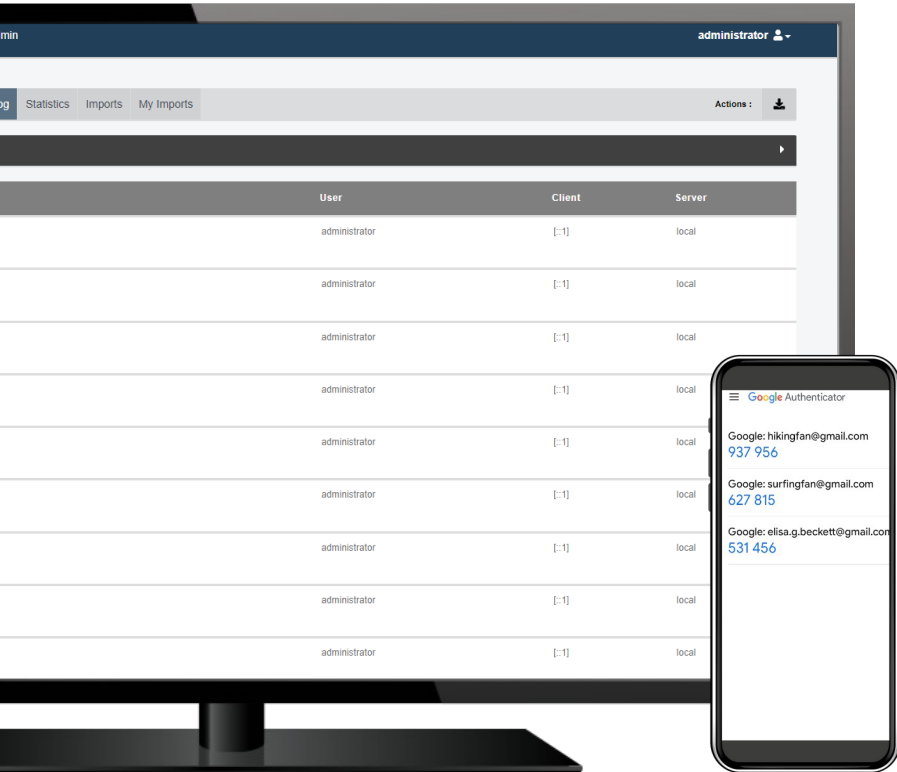 min administrator
og Statistics Imports My Imports Actions :
User Client Server
administrator [::1] local
administrator [::1] local
administrator [::1] local
administrator [::1] local
administrator [::1] local
administrator [::1] local
administrator [::1] local
administrator [::1] local
administrator [::1] local
Google Authenticator
Google: hikingfan@gmail.com
937 956
Google: surfingfan@gmail.com
627 815
Google: elisa.g.beckett@gmail.com
531 456